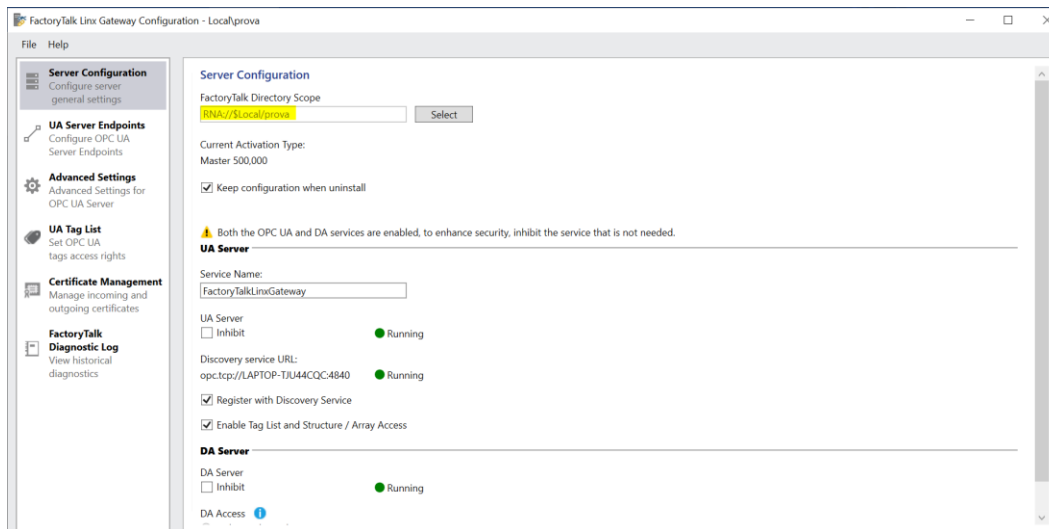 FactoryTalk Linx Gateway Configuration - Local\prova
File Help
Server Configuration
Configure server
general settings
UA Server Endpoints
Configure OPC UA
Server Endpoints
Advanced Settings
Advanced Settings for
OPC UA Server
UA Tag List
Set OPC UA
tags access rights
Certificate Management
Manage incoming and
outgoing certificates
FactoryTalk
Diagnostic Log
View historical
diagnostics
Server Configuration
FactoryTalk Directory Scope
RNA://$Local/prova Select
Current Activation Type:
Master 500,000
Keep configuration when uninstall
Both the OPC UA and DA services are enabled, to enhance security, inhibit the service that is not needed.
UA Server
Service Name:
FactoryTalkLinxGateway
UA Server
Inhibit Running
Discovery service URL:
opc.tcp://LAPTOP-TJU44CQC:4840 Running
Register with Discovery Service
Enable Tag List and Structure / Array Access
DA Server
DA Server
Inhibit Running
DA Access